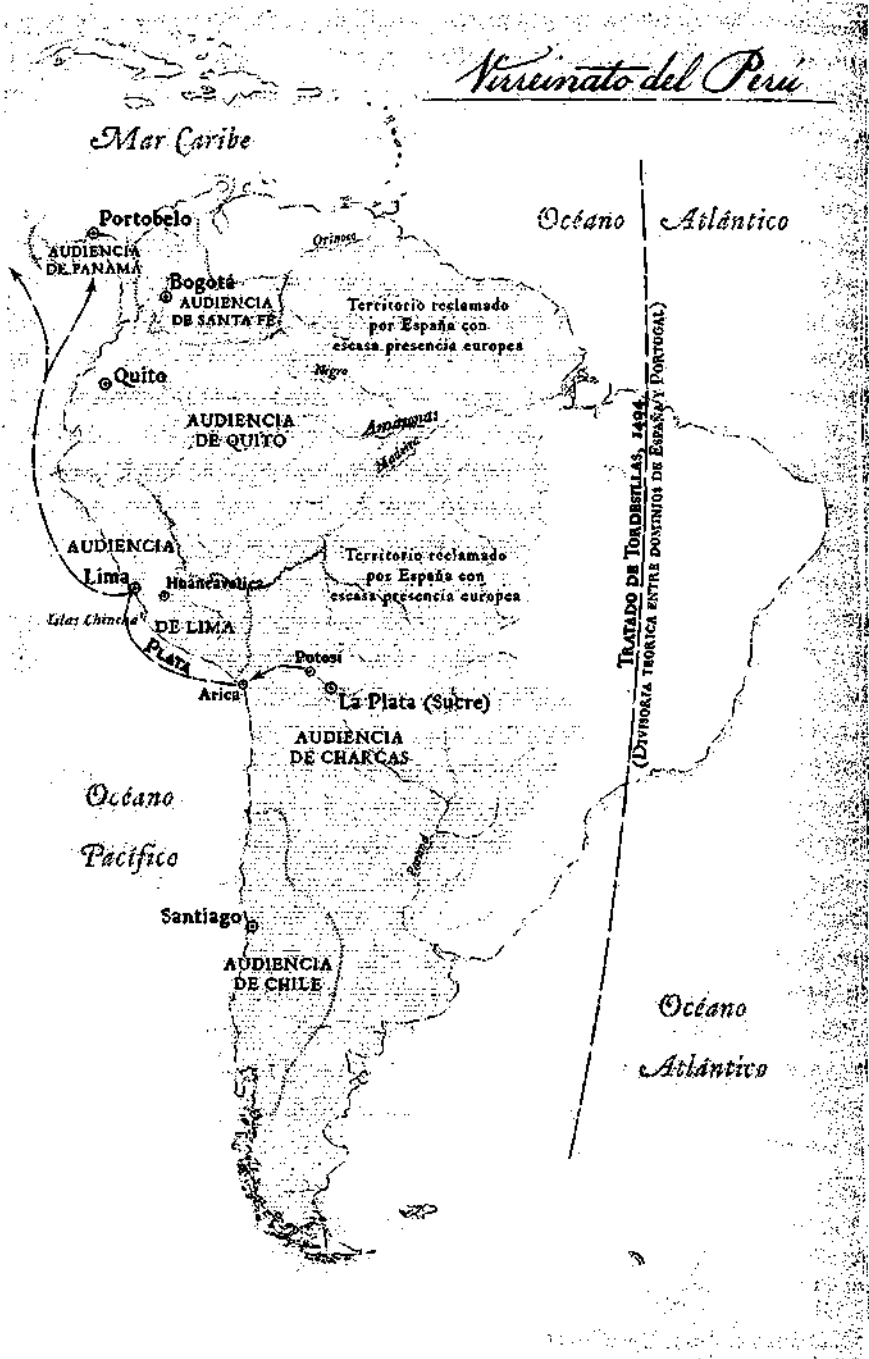 Virreinato del Perú
Mar Caribe
Océano Atlántico
Portobelo
AUDIENCIA
DE PANAMÁ
Orinoco
Bogotá
AUDIENCIA
DE SANTA FE
Territorio reclamado
por España con
escasa presencia europea
Negro
Quito
AUDIENCIA
DE QUITO
Amazonas
Madeira
TRATADO DE TORDESILLAS, 1494
(DIVISORIA TEÓRICA ENTRE DOMINIOS DE ESPAÑA Y PORTUGAL)
AUDIENCIA
Lima
Huancavelica
Territorio reclamado
por España con
escasa presencia europea
Islas Chincha
DE LIMA
PLATA
Potosí
Arica
La Plata (Sucre)
AUDIENCIA
DE CHARCAS
Océano
Pacífico
Paraná
Santiago
AUDIENCIA
DE CHILE
Océano
Atlántico